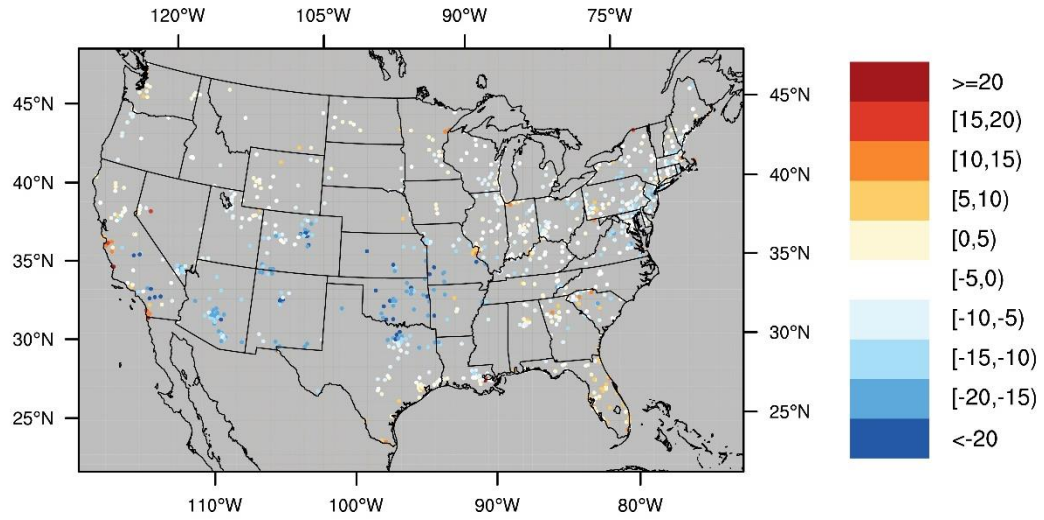 120°W 105°W 90°W 75°W
45°N 45°N
40°N 40°N
35°N 35°N
30°N 30°N
25°N 25°N
110°W 100°W 90°W 80°W
>=20
[15,20)
[10,15)
[5,10)
[0,5)
[-5,0)
[-10,-5)
[-15,-10)
[-20,-15)
<-20